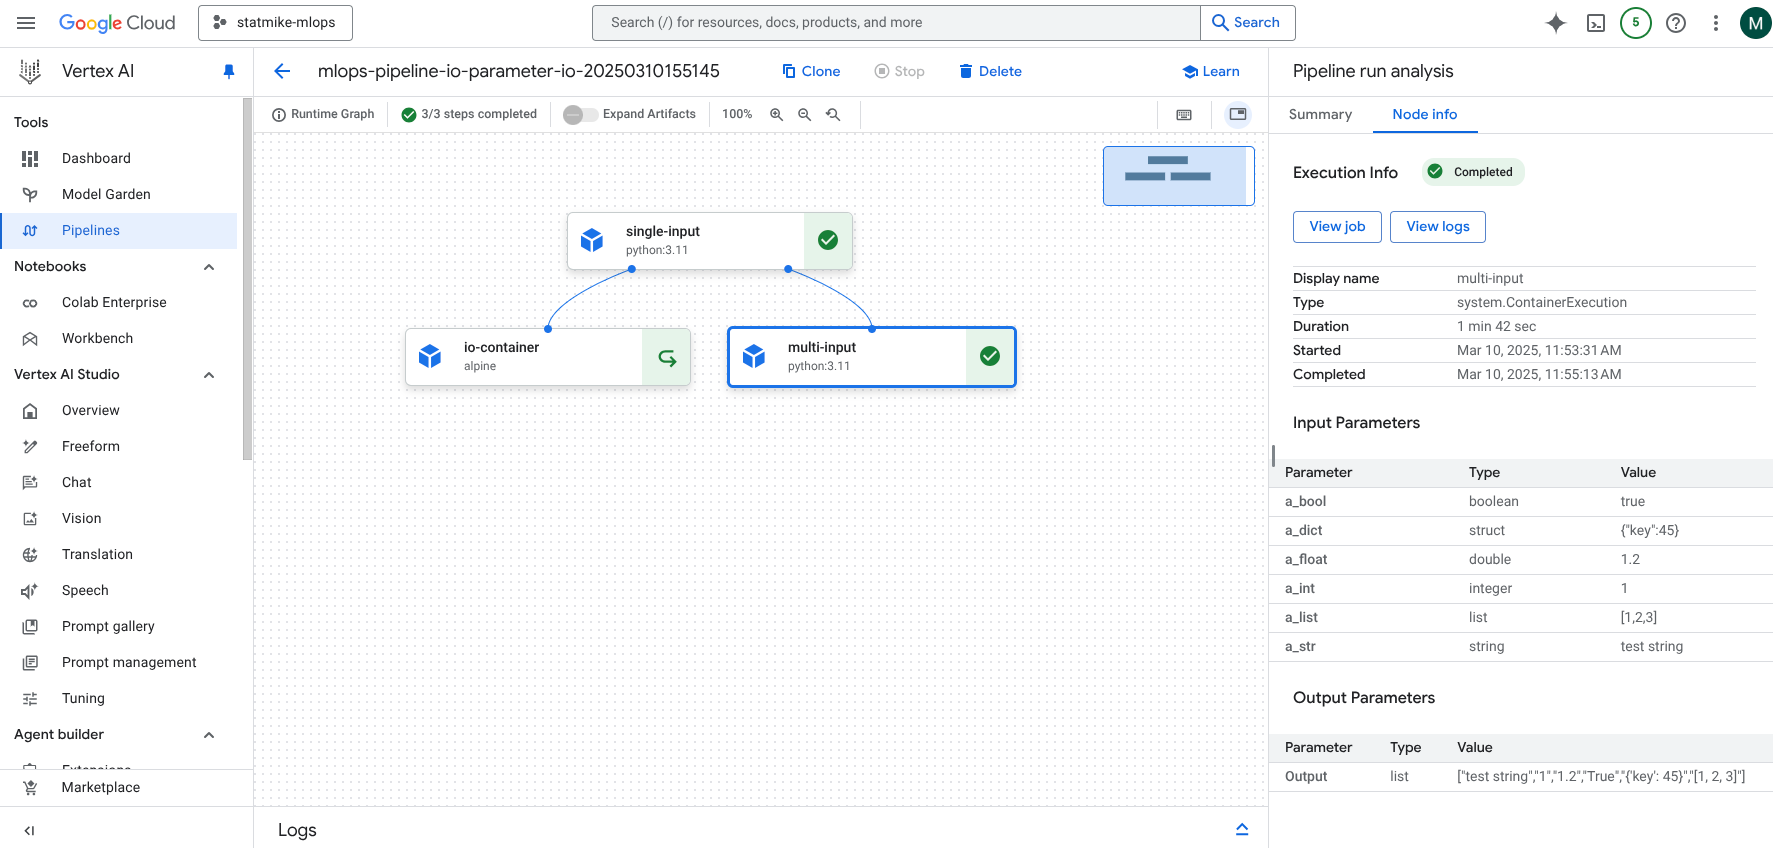 Google Cloud
statmike-mlops
Search (/) for resources, docs, products, and more
Search
5
M
Vertex AI
mlops-pipeline-io-parameter-io-20250310155145
Clone
Stop
Delete
Learn
Pipeline run analysis
Runtime Graph
3/3 steps completed
Expand Artifacts
100%
Summary
Node info
Tools
Dashboard
Model Garden
Pipelines
Notebooks
Colab Enterprise
Workbench
Vertex AI Studio
Overview
Freeform
Chat
Vision
Translation
Speech
Prompt gallery
Prompt management
Tuning
Agent builder
Extensions
Marketplace
single-input
python:3.11
io-container
alpine
multi-input
python:3.11
Logs
Execution Info
Completed
View job
View logs
Display name multi-input
Type system.ContainerExecution
Duration 1 min 42 sec
Started Mar 10, 2025, 11:53:31 AM
Completed Mar 10, 2025, 11:55:13 AM
Input Parameters
Parameter Type Value
a_bool boolean true
a_dict struct {"key":45}
a_float double 1.2
a_int integer 1
a_list list [1,2,3]
a_str string test string
Output Parameters
Parameter Type Value
Output list ["test string","1","1.2","True","{'key': 45}","[1, 2, 3]"]